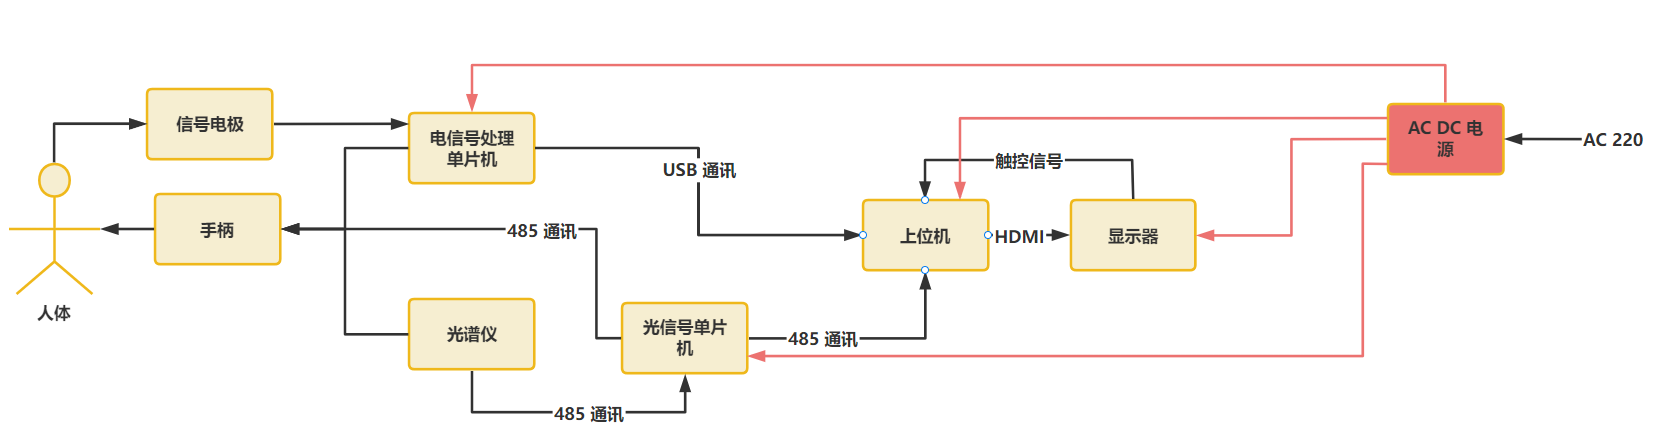 信号电极
电信号处理
单片机
AC DC 电
源
AC 220
触控信号
USB 通讯
手柄
485 通讯
上位机
HDMI
显示器
人体
光谱仪
光信号单片
机
485 通讯
485 通讯